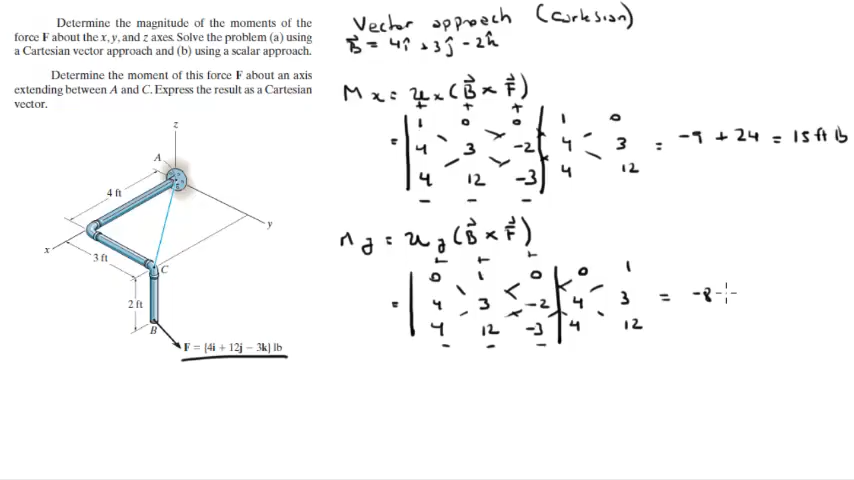 Determine the magnitude of the moments of the
force F about the x, y, and z axes. Solve the problem (a) using
a Cartesian vector approach and (b) using a scalar approach.
Determine the moment of this force F about an axis
extending between A and C. Express the result as a Cartesian
vector.
z
A
4 ft
y
x
3 ft
C
2 ft
B
F = {4i + 12j − 3k} lb
Vector approach (Cartesian)
B⃗ = 4î + 3ĵ - 2k̂
Mx = ux (B⃗ × F⃗)
+ + +
1 0 0 | 1 0
= | 4 3 -2 | 4 3 = -9 + 24 = 15 ft lb
4 12 -3 | 4 12
- - -
My = uy (B⃗ × F⃗)
+ + +
0 1 0 | 0 1
= | 4 3 -2 | 4 3 = -8 -
4 12 -3 | 4 12
- - -